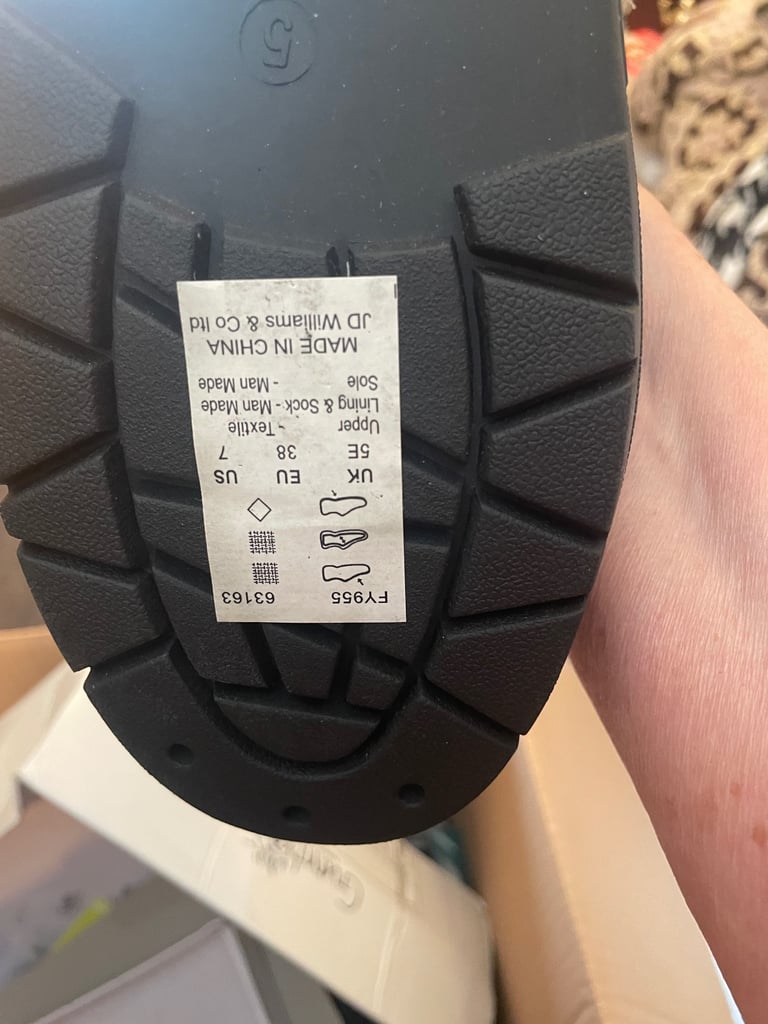 5
FY955 63163
UK EU US
5E 38 7
Upper - Textile
Lining & Sock - Man Made
Sole - Man Made
MADE IN CHINA
JD Williams & Co ltd